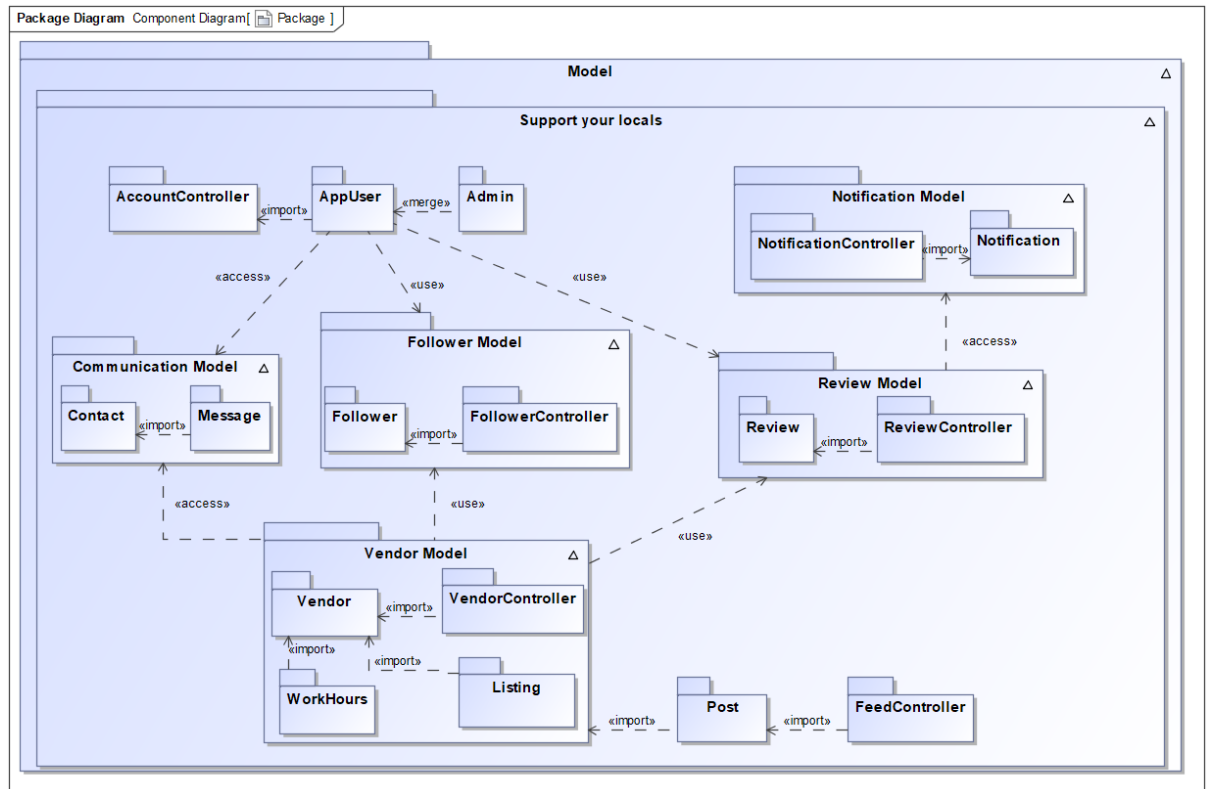 Package Diagram Component Diagram[ Package ]
Model
Support your locals
AccountController
«import»
AppUser
«merge»
Admin
Notification Model
NotificationController
«import»
Notification
«access»
«use»
«use»
«access»
Communication Model
Contact
«import»
Message
Follower Model
Follower
«import»
FollowerController
Review Model
Review
«import»
ReviewController
«access»
«use»
«use»
Vendor Model
Vendor
«import»
VendorController
«import»
«import»
WorkHours
Listing
«import»
Post
«import»
FeedController